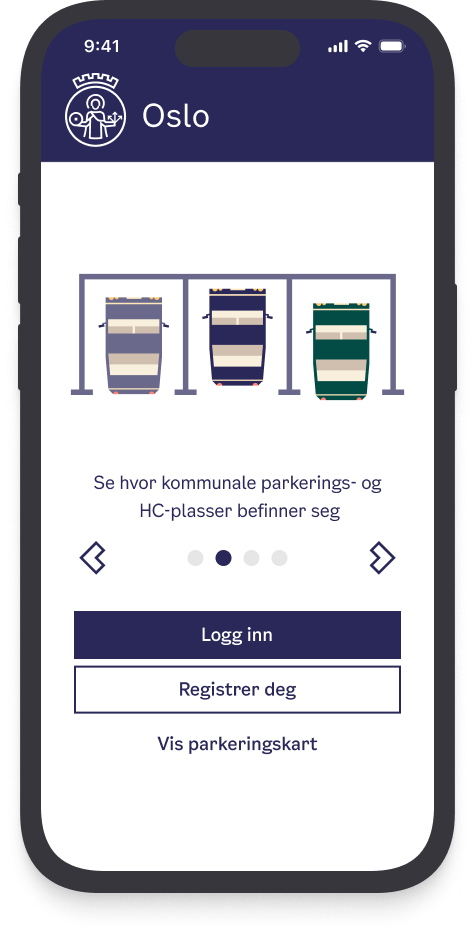 9:41
Oslo
Se hvor kommunale parkerings- og
HC-plasser befinner seg
Logg inn
Registrer deg
Vis parkeringskart